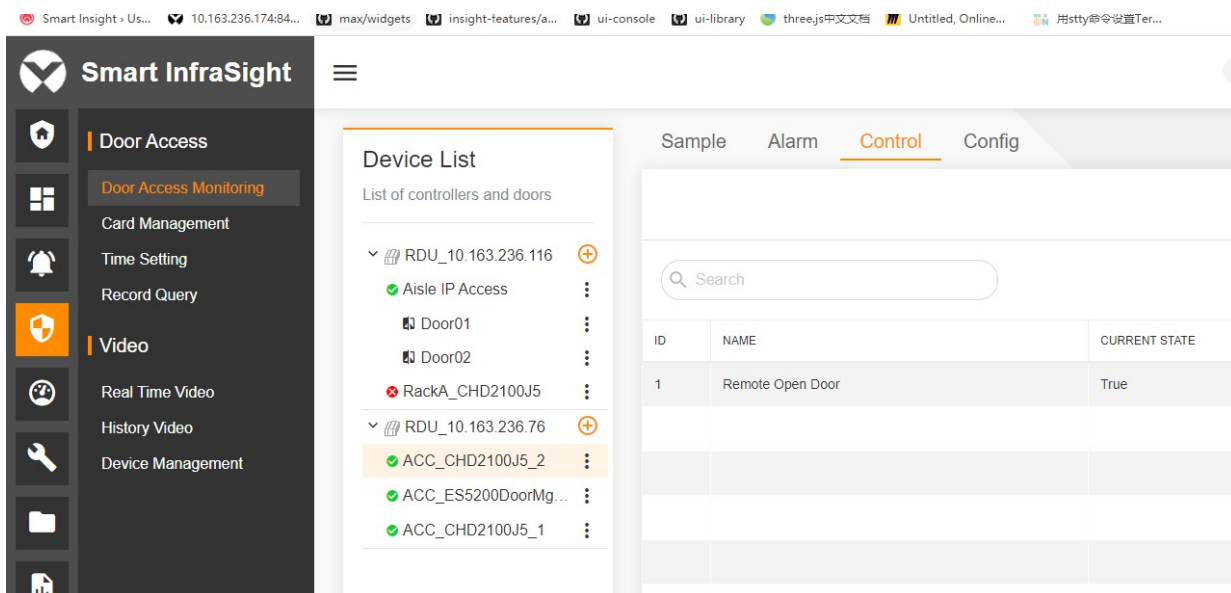 Smart Insight › Us... 10.163.236.174:84... max/widgets insight-features/a... ui-console ui-library three.js中文文档 Untitled, Online... 用stty命令设置Ter...
Smart InfraSight
Door Access
Door Access Monitoring
Card Management
Time Setting
Record Query
Video
Real Time Video
History Video
Device Management
Device List
List of controllers and doors
RDU_10.163.236.116
Aisle IP Access
Door01
Door02
RackA_CHD2100J5
RDU_10.163.236.76
ACC_CHD2100J5_2
ACC_ES5200DoorMg...
ACC_CHD2100J5_1
Sample Alarm Control Config
Search
ID NAME CURRENT STATE
1 Remote Open Door True